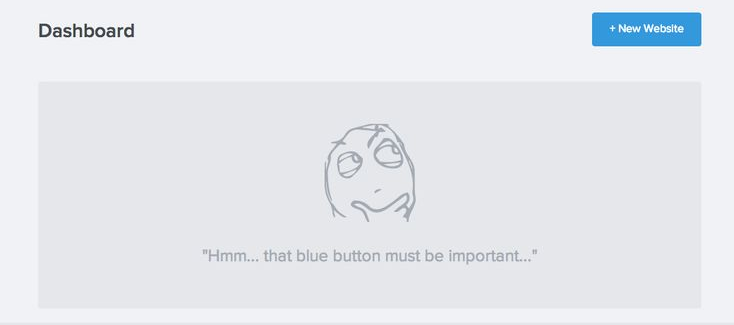 Dashboard
+ New Website
"Hmm... that blue button must be important..."